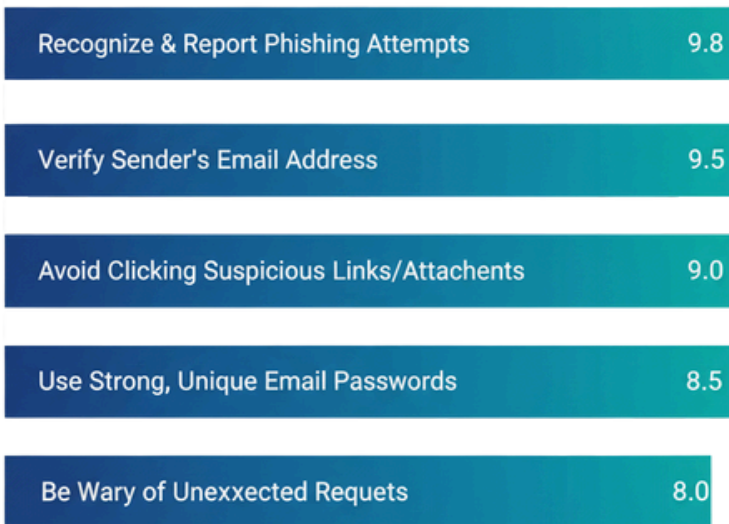 Recognize & Report Phishing Attempts 9.8
Verify Sender's Email Address 9.5
Avoid Clicking Suspicious Links/Attachents 9.0
Use Strong, Unique Email Passwords 8.5
Be Wary of Unexxected Requets 8.0